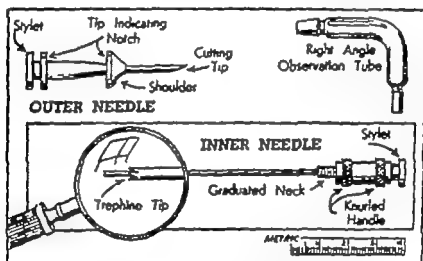 Stylet
Tip Indicating
Notch
Cutting
Tip
Shoulder
OUTER NEEDLE
Right Angle
Observation Tube
INNER NEEDLE
Stylet
Trephine Tip
Graduated Neck
Knurled
Handle
METRIC